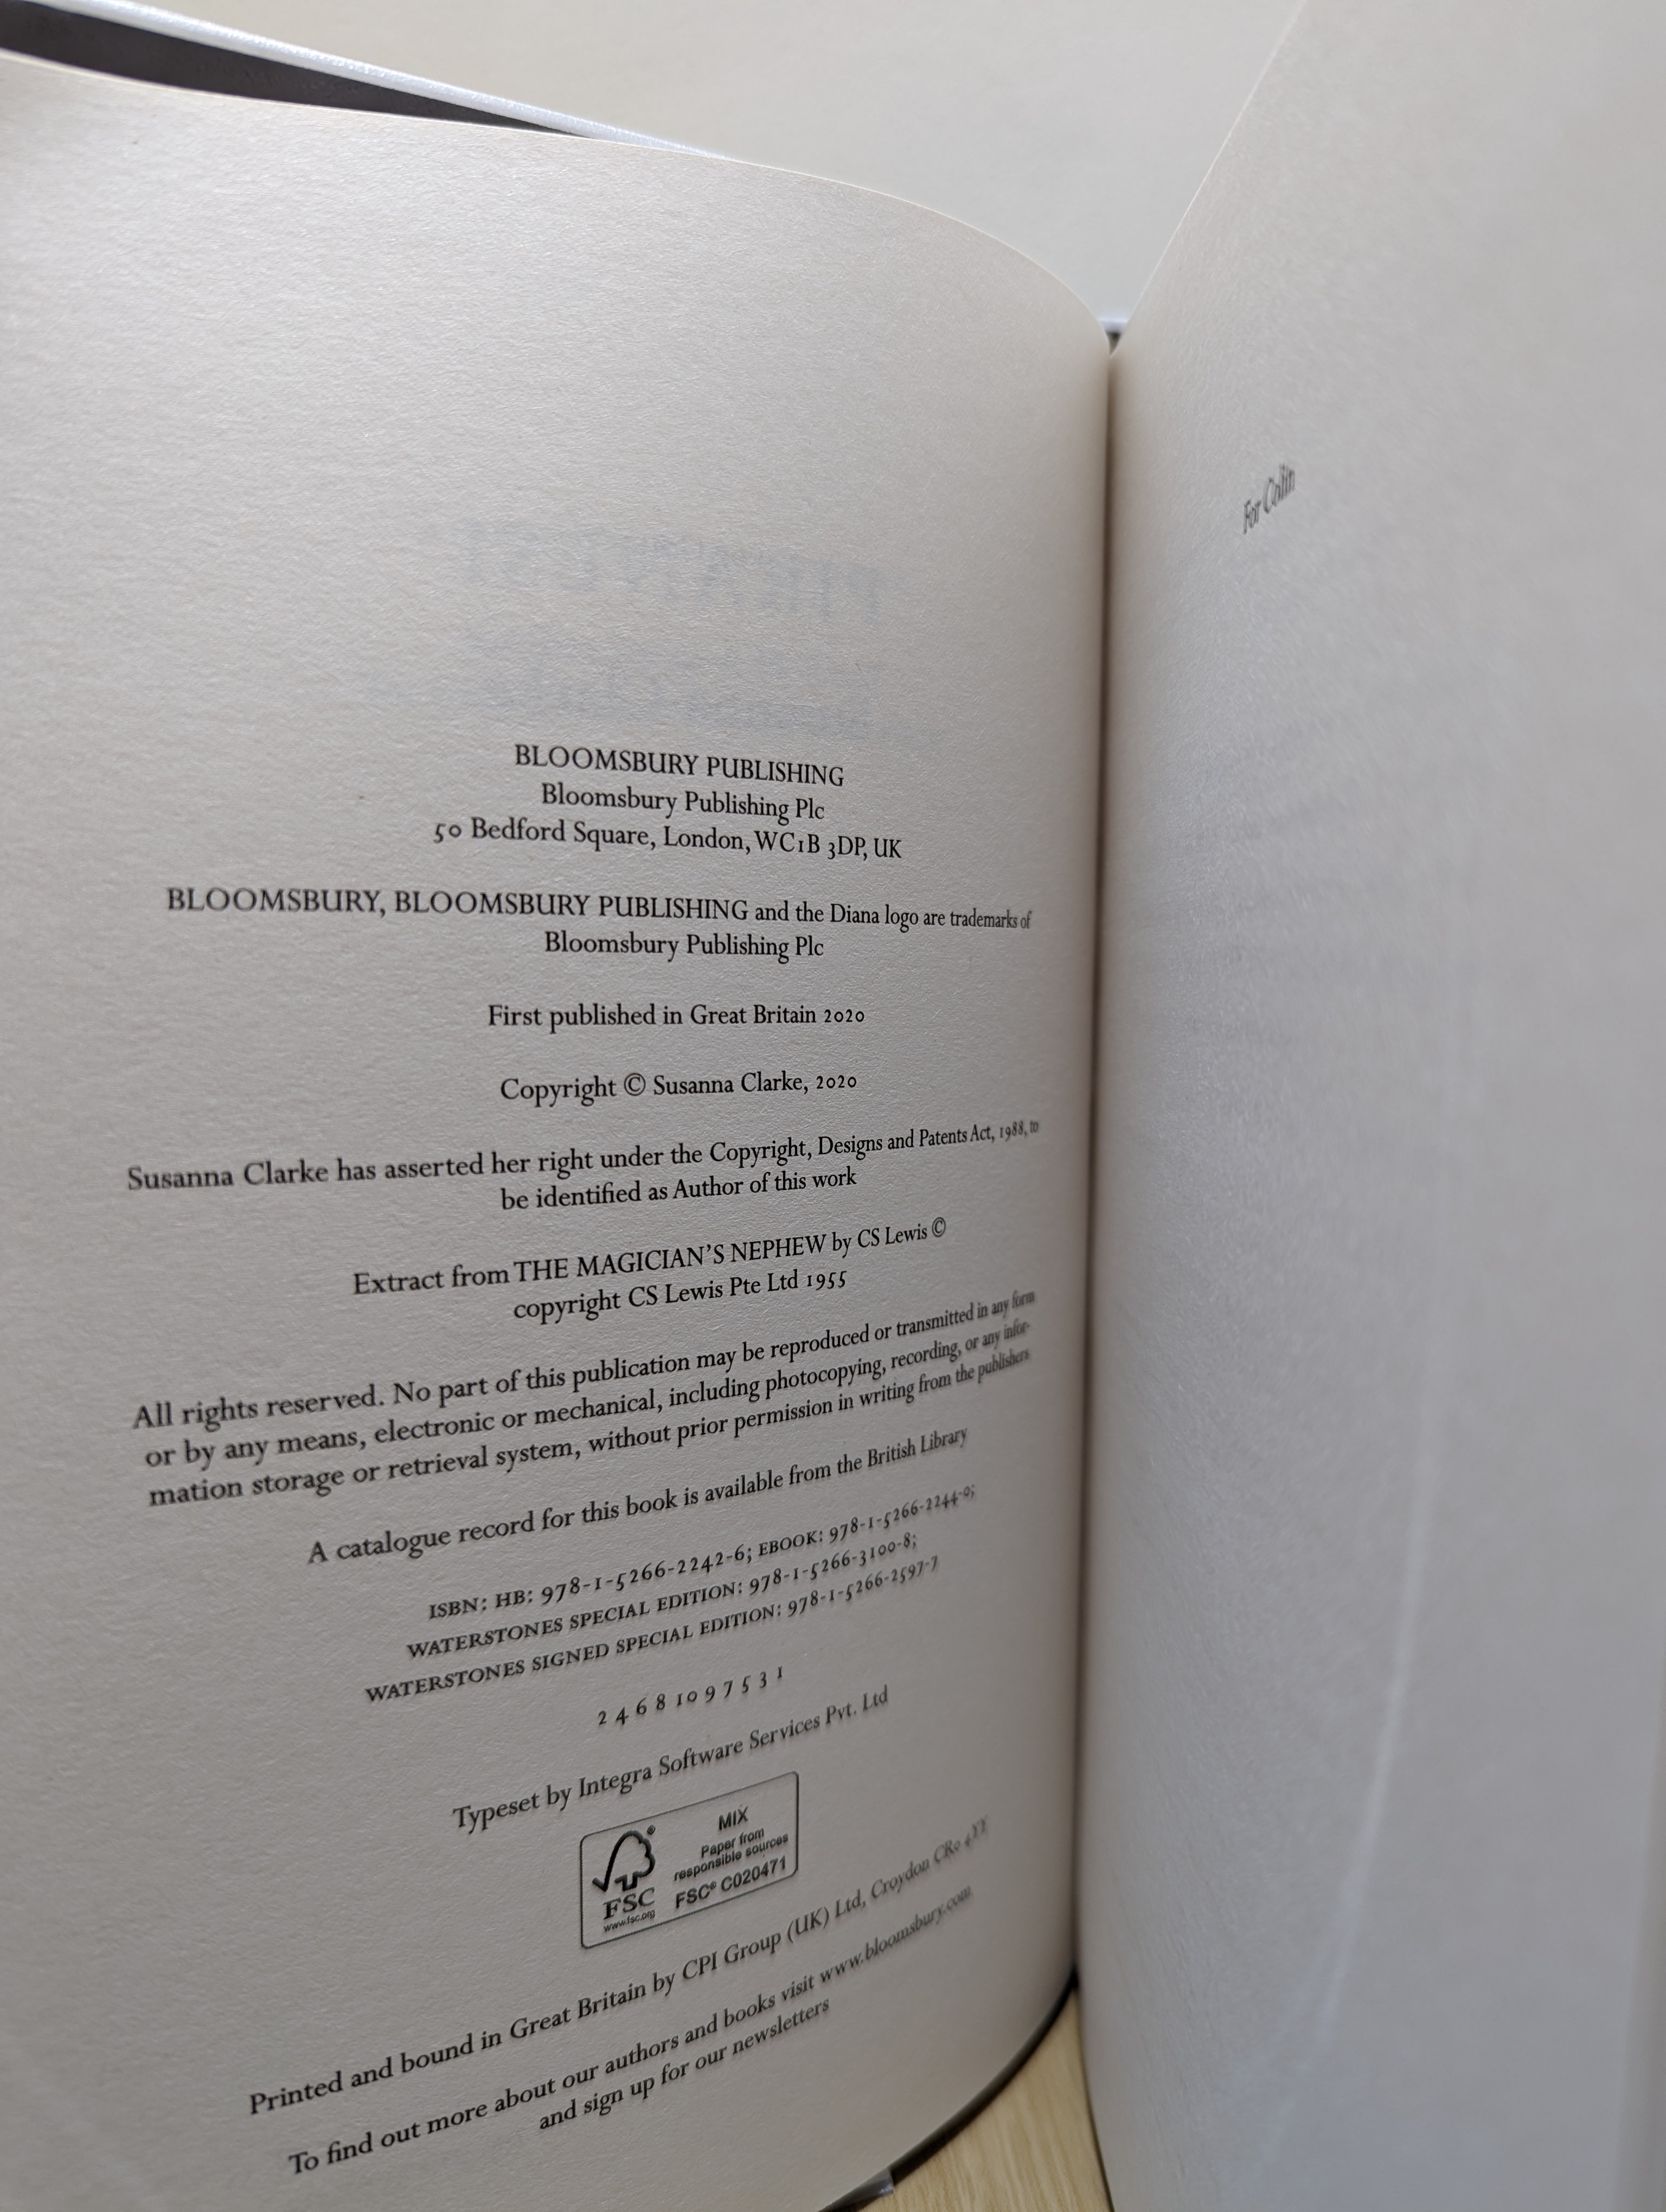 BLOOMSBURY PUBLISHING
Bloomsbury Publishing Plc
50 Bedford Square, London, WC1B 3DP, UK
BLOOMSBURY, BLOOMSBURY PUBLISHING and the Diana logo are trademarks of
Bloomsbury Publishing Plc
First published in Great Britain 2020
Copyright © Susanna Clarke, 2020
Susanna Clarke has asserted her right under the Copyright, Designs and Patents Act, 1988, to
be identified as Author of this work
Extract from THE MAGICIAN'S NEPHEW by CS Lewis ©
copyright CS Lewis Pte Ltd 1955
All rights reserved. No part of this publication may be reproduced or transmitted in any form
or by any means, electronic or mechanical, including photocopying, recording, or any infor-
mation storage or retrieval system, without prior permission in writing from the publishers
A catalogue record for this book is available from the British Library
ISBN: HB: 978-1-5266-2242-6; EBOOK: 978-1-5266-2244-0;
WATERSTONES SPECIAL EDITION: 978-1-5266-3100-8;
WATERSTONES SIGNED SPECIAL EDITION: 978-1-5266-2597-7
2 4 6 8 10 9 7 5 3 1
Typeset by Integra Software Services Pvt. Ltd
MIX
Paper from
responsible sources
FSC® C020471
FSC
www.fsc.org
Printed and bound in Great Britain by CPI Group (UK) Ltd, Croydon CR0 4YY
To find out more about our authors and books visit www.bloomsbury.com
and sign up for our newsletters
For Colin